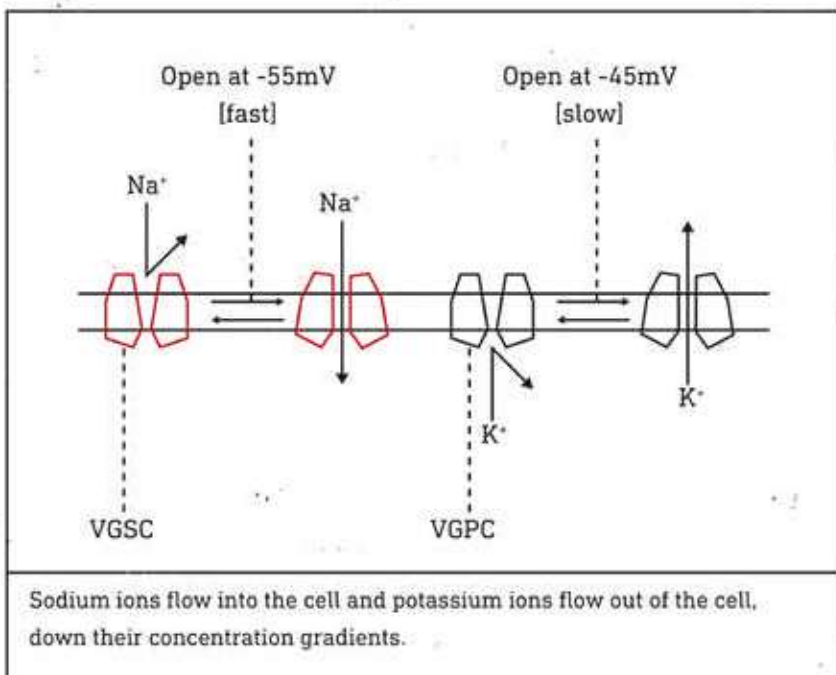 Open at -55mV
[fast]
Open at -45mV
[slow]
Na⁺
Na⁺
K⁺
K⁺
VGSC
VGPC
Sodium ions flow into the cell and potassium ions flow out of the cell,
down their concentration gradients.